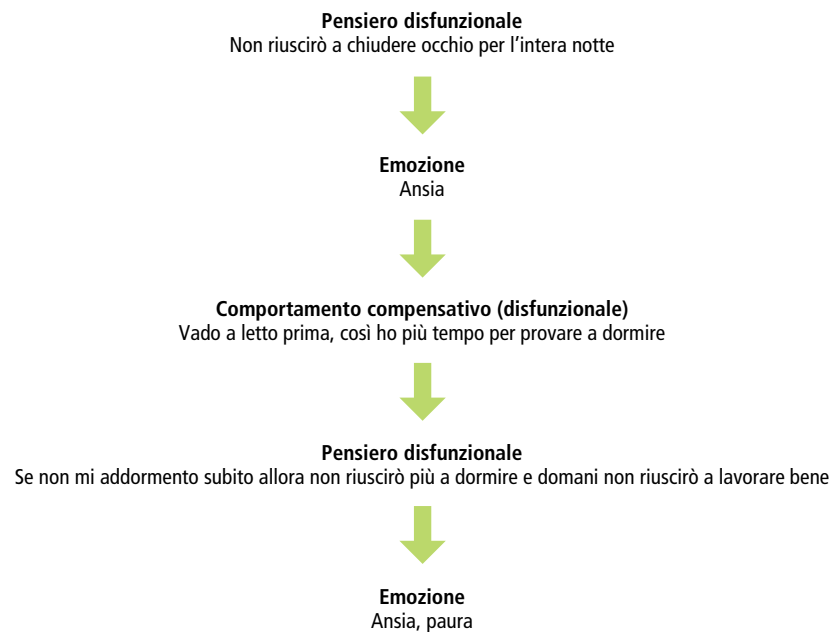 Pensiero disfunzionale
Non riuscirò a chiudere occhio per l'intera notte
Emozione
Ansia
Comportamento compensativo (disfunzionale)
Vado a letto prima, così ho più tempo per provare a dormire
Pensiero disfunzionale
Se non mi addormento subito allora non riuscirò più a dormire e domani non riuscirò a lavorare bene
Emozione
Ansia, paura